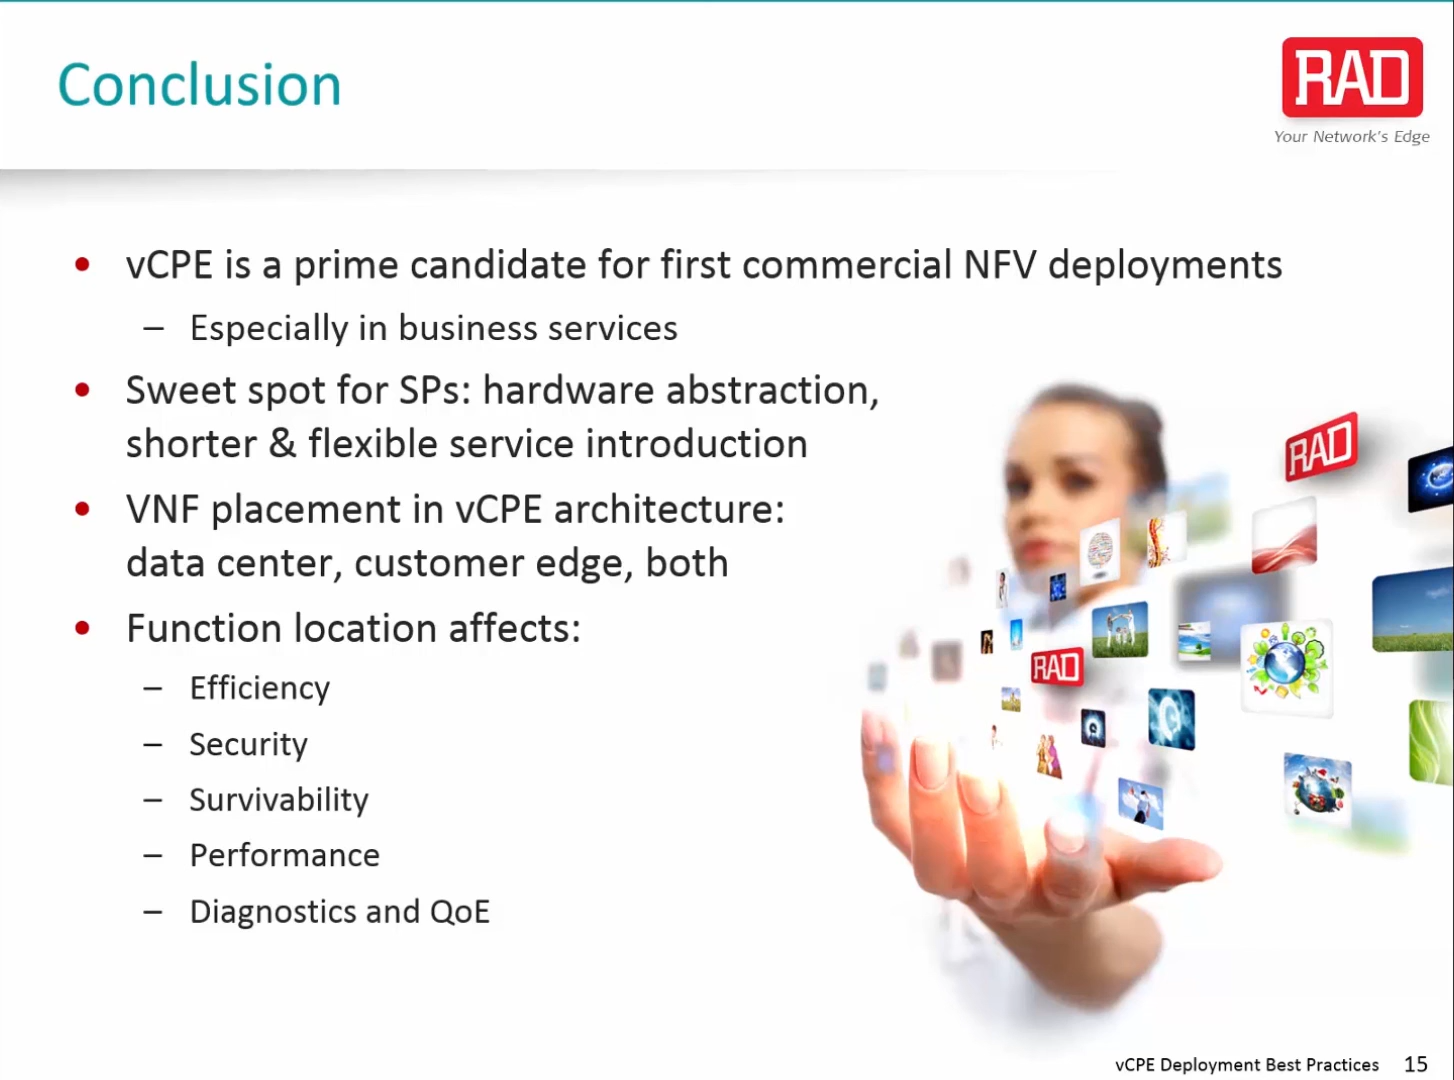 Conclusion
RAD
Your Network's Edge
• vCPE is a prime candidate for first commercial NFV deployments
– Especially in business services
• Sweet spot for SPs: hardware abstraction,
shorter & flexible service introduction
• VNF placement in vCPE architecture:
data center, customer edge, both
• Function location affects:
– Efficiency
– Security
– Survivability
– Performance
– Diagnostics and QoE
RAD
RAD
vCPE Deployment Best Practices 15